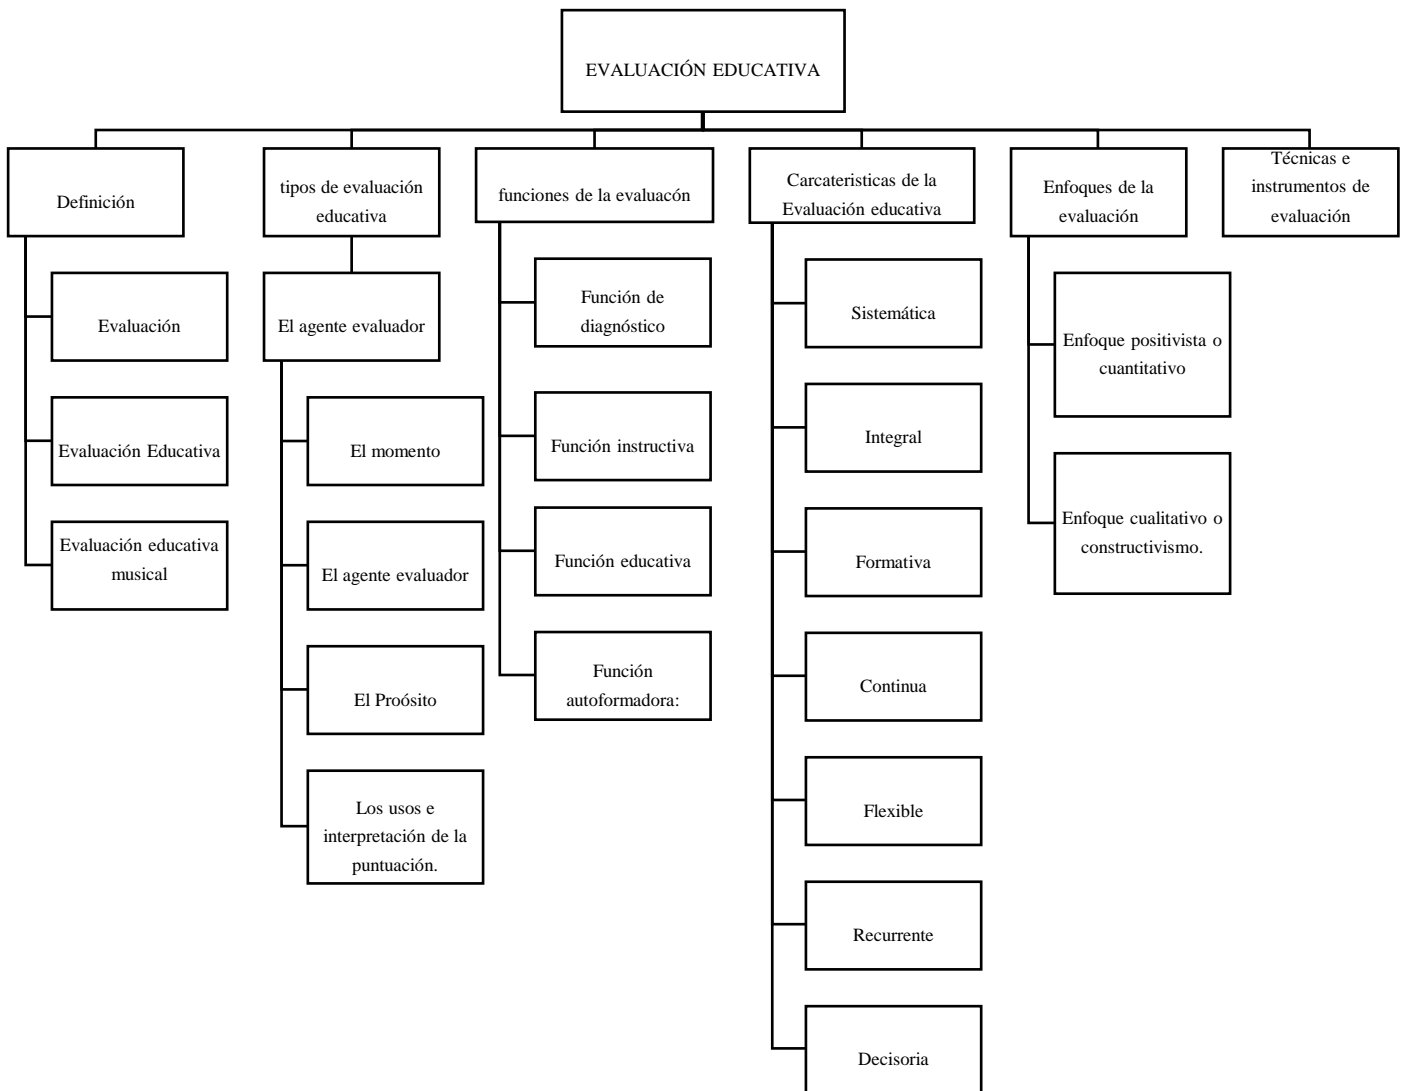 EVALUACIÓN EDUCATIVA
Definición
Evaluación
Evaluación Educativa
Evaluación educativa
musical
tipos de evaluación
educativa
El agente evaluador
El momento
El agente evaluador
El Proósito
Los usos e
interpretación de la
puntuación.
funciones de la evaluacón
Función de
diagnóstico
Función instructiva
Función educativa
Función
autoformadora:
Carcateristicas de la
Evaluación educativa
Sistemática
Integral
Formativa
Continua
Flexible
Recurrente
Decisoria
Enfoques de la
evaluación
Enfoque positivista o
cuantitativo
Enfoque cualitativo o
constructivismo.
Técnicas e
instrumentos de
evaluación